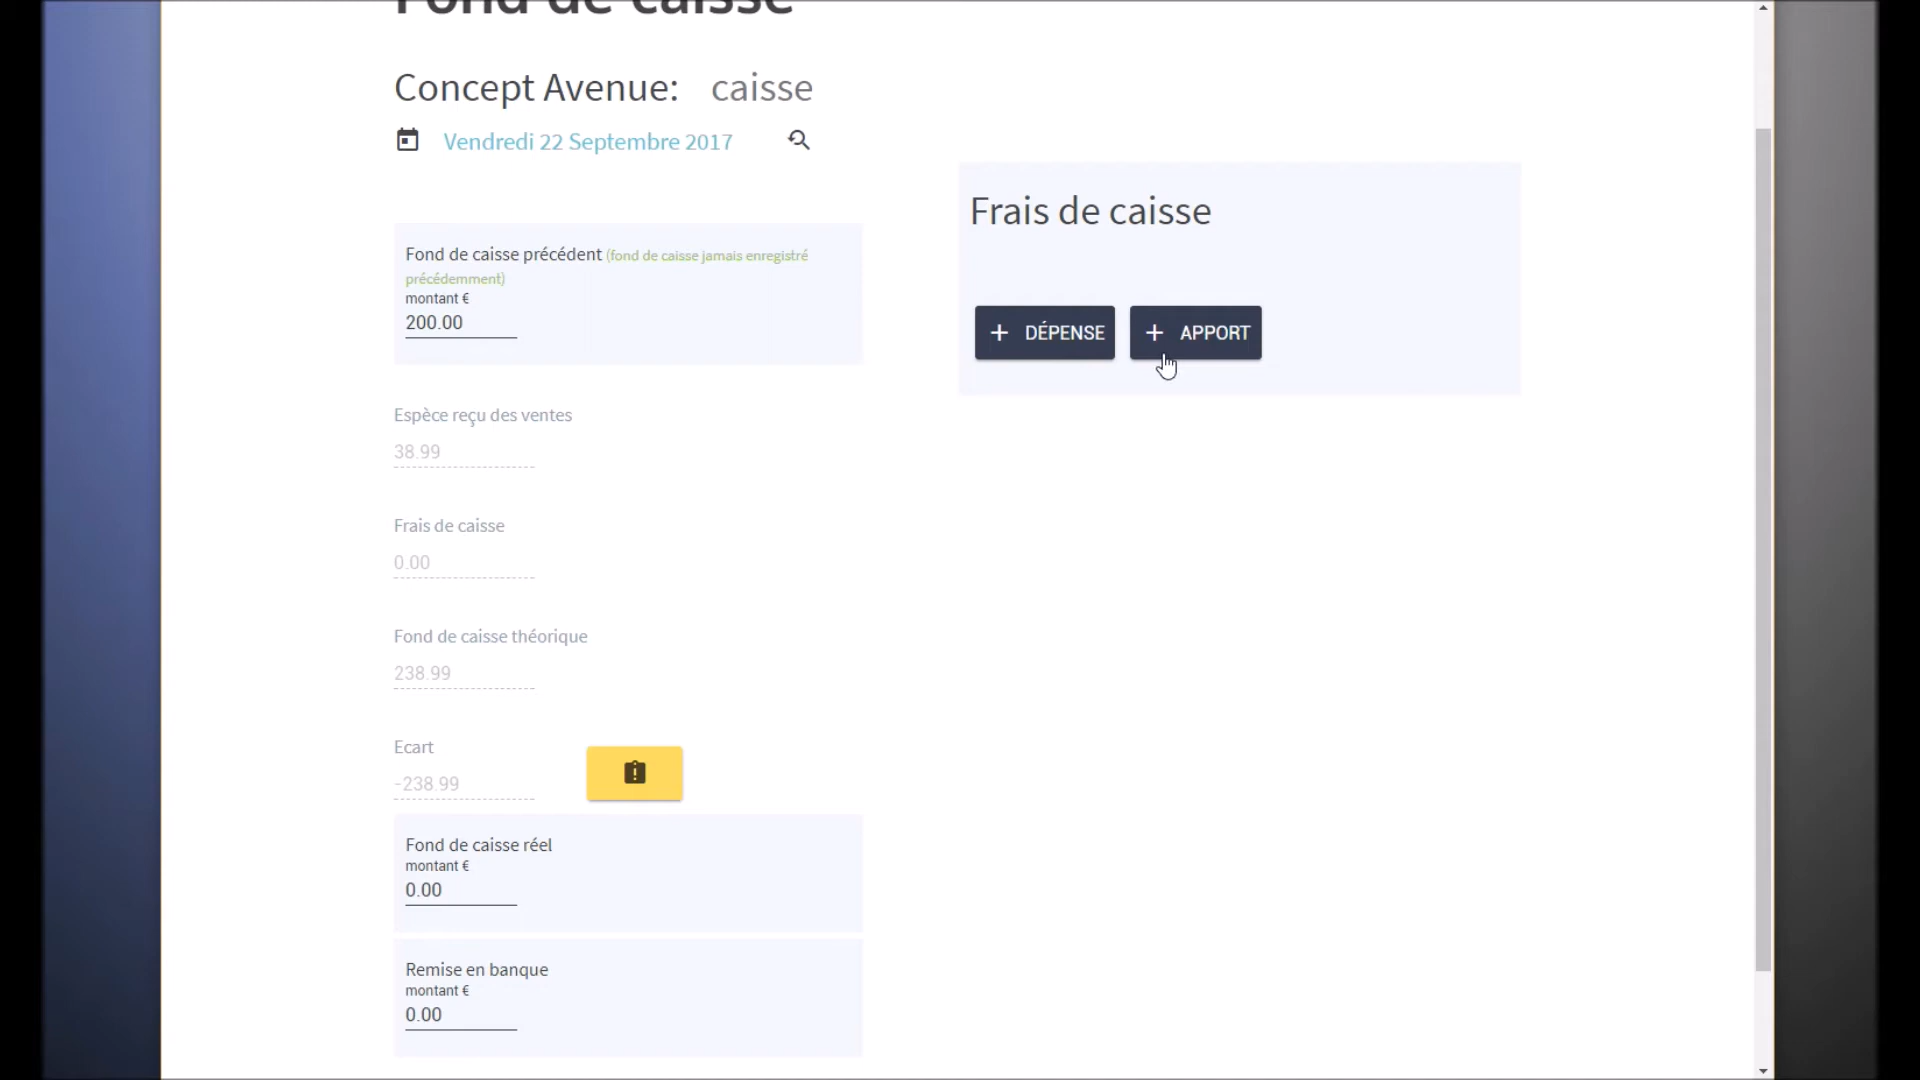 Fond de caisse
Concept Avenue: caisse
Vendredi 22 Septembre 2017
Fond de caisse précédent (fond de caisse jamais enregistré
précédemment)
montant €
200.00
Espèce reçu des ventes
38.99
Frais de caisse
0.00
Fond de caisse théorique
238.99
Ecart
-238.99
Fond de caisse réel
montant €
0.00
Remise en banque
montant €
0.00
Frais de caisse
+ DÉPENSE
+ APPORT